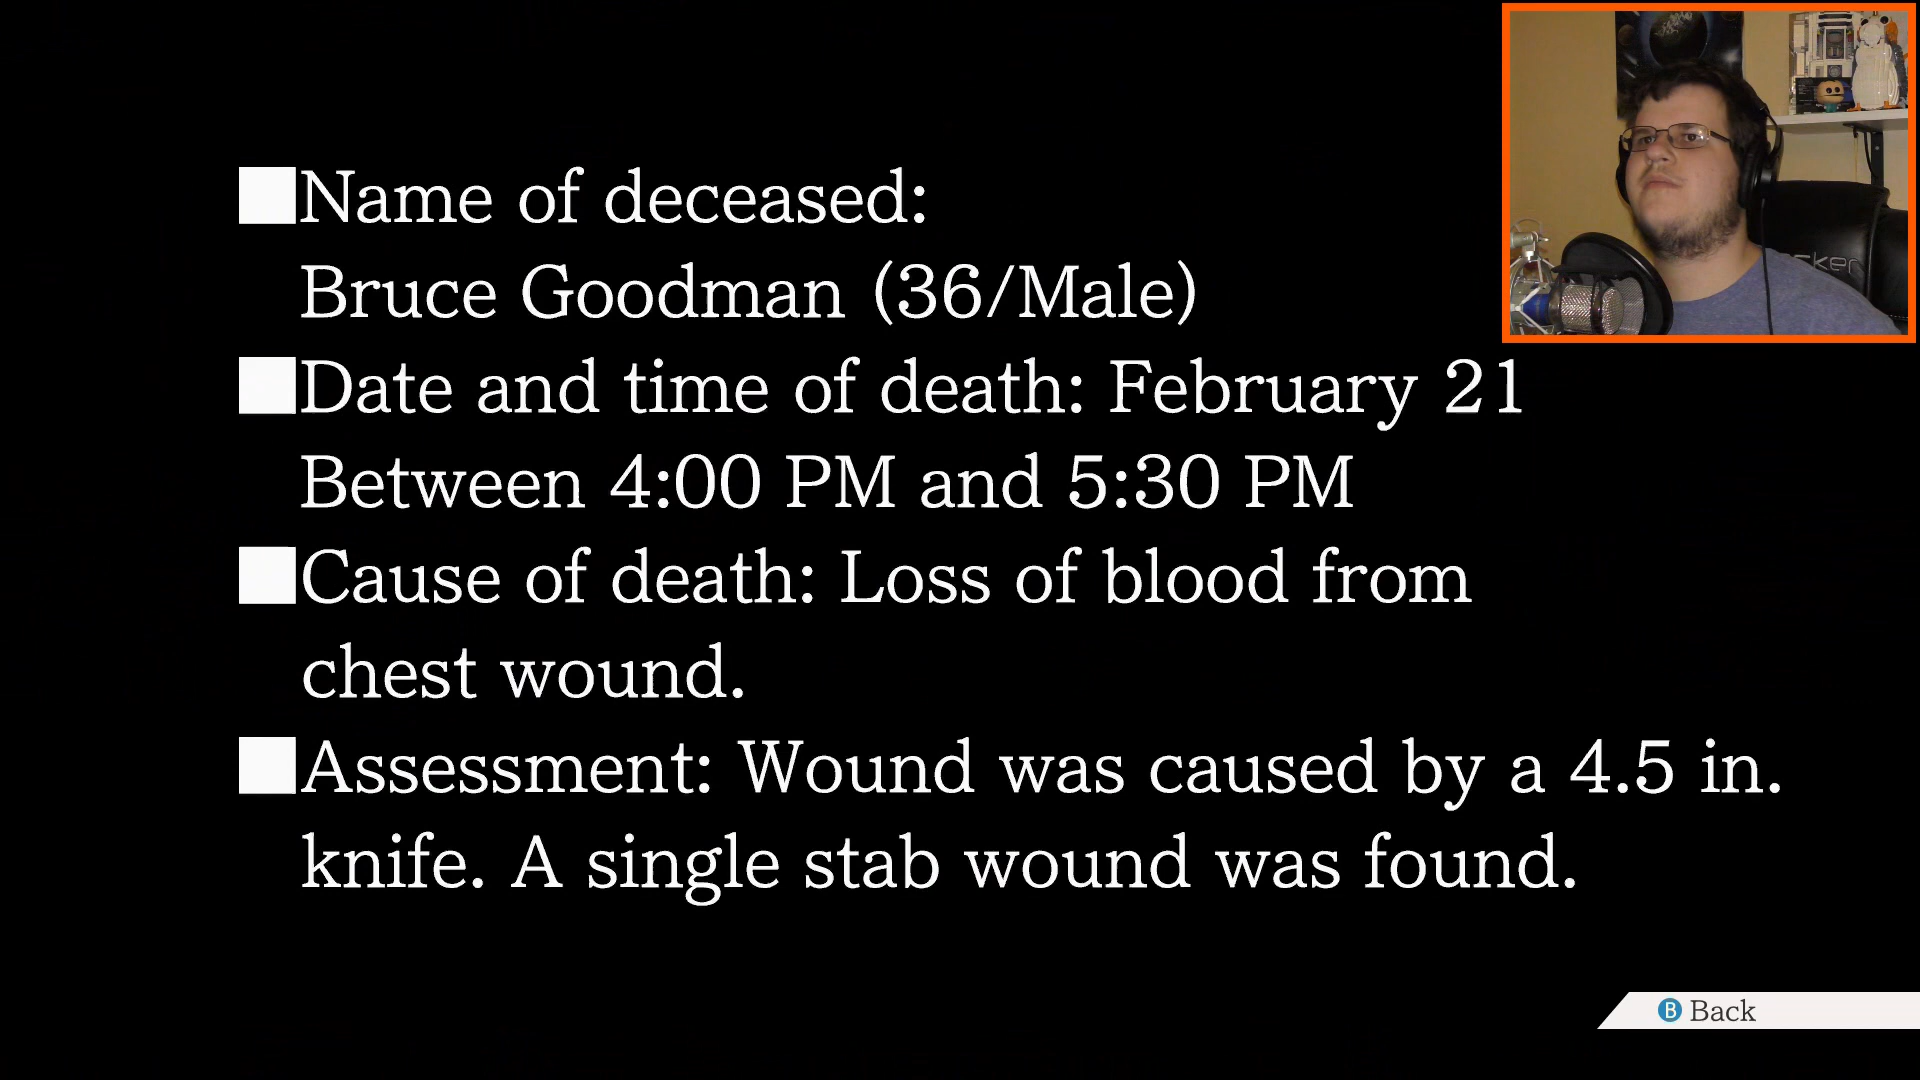 Name of deceased:
Bruce Goodman (36/Male)
Date and time of death: February 21
Between 4:00 PM and 5:30 PM
Cause of death: Loss of blood from
chest wound.
Assessment: Wound was caused by a 4.5 in.
knife. A single stab wound was found.
B Back